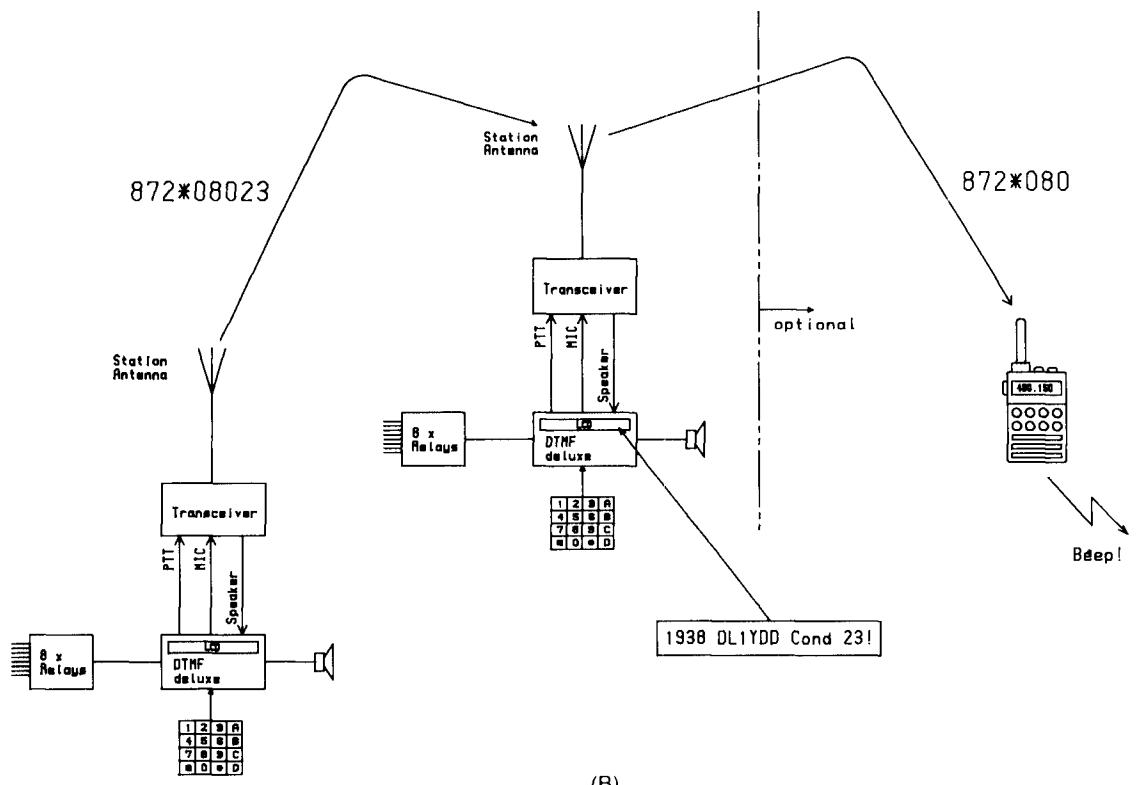 Station
Antenna
872*08023
872*080
Transceiver
optional
PTT
MIC
Speaker
Station
Antenna
8 x
Relays
LCD
DTMF
deluxe
1 2 3 A
4 5 6 B
7 8 9 C
* 0 # D
Transceiver
Beep!
PTT
MIC
Speaker
1938 DL1YDD Cond 23!
8 x
Relays
LCD
DTMF
deluxe
1 2 3 A
4 5 6 B
7 8 9 C
* 0 # D
(B)